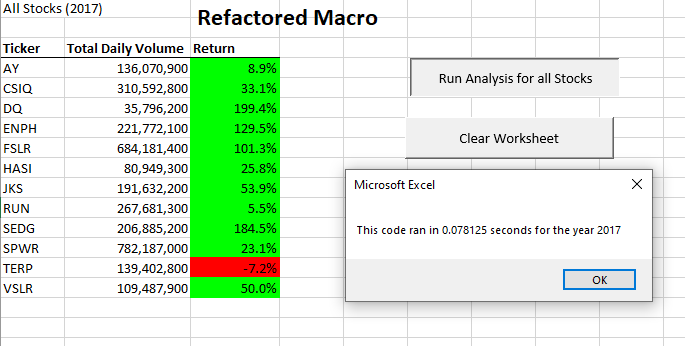 All Stocks (2017)
Refactored Macro
Ticker Total Daily Volume Return
AY 136,070,900 8.9%
CSIQ 310,592,800 33.1%
DQ 35,796,200 199.4%
ENPH 221,772,100 129.5%
FSLR 684,181,400 101.3%
HASI 80,949,300 25.8%
JKS 191,632,200 53.9%
RUN 267,681,300 5.5%
SEDG 206,885,200 184.5%
SPWR 782,187,000 23.1%
TERP 139,402,800 -7.2%
VSLR 109,487,900 50.0%
Run Analysis for all Stocks
Clear Worksheet
Microsoft Excel
This code ran in 0.078125 seconds for the year 2017
OK